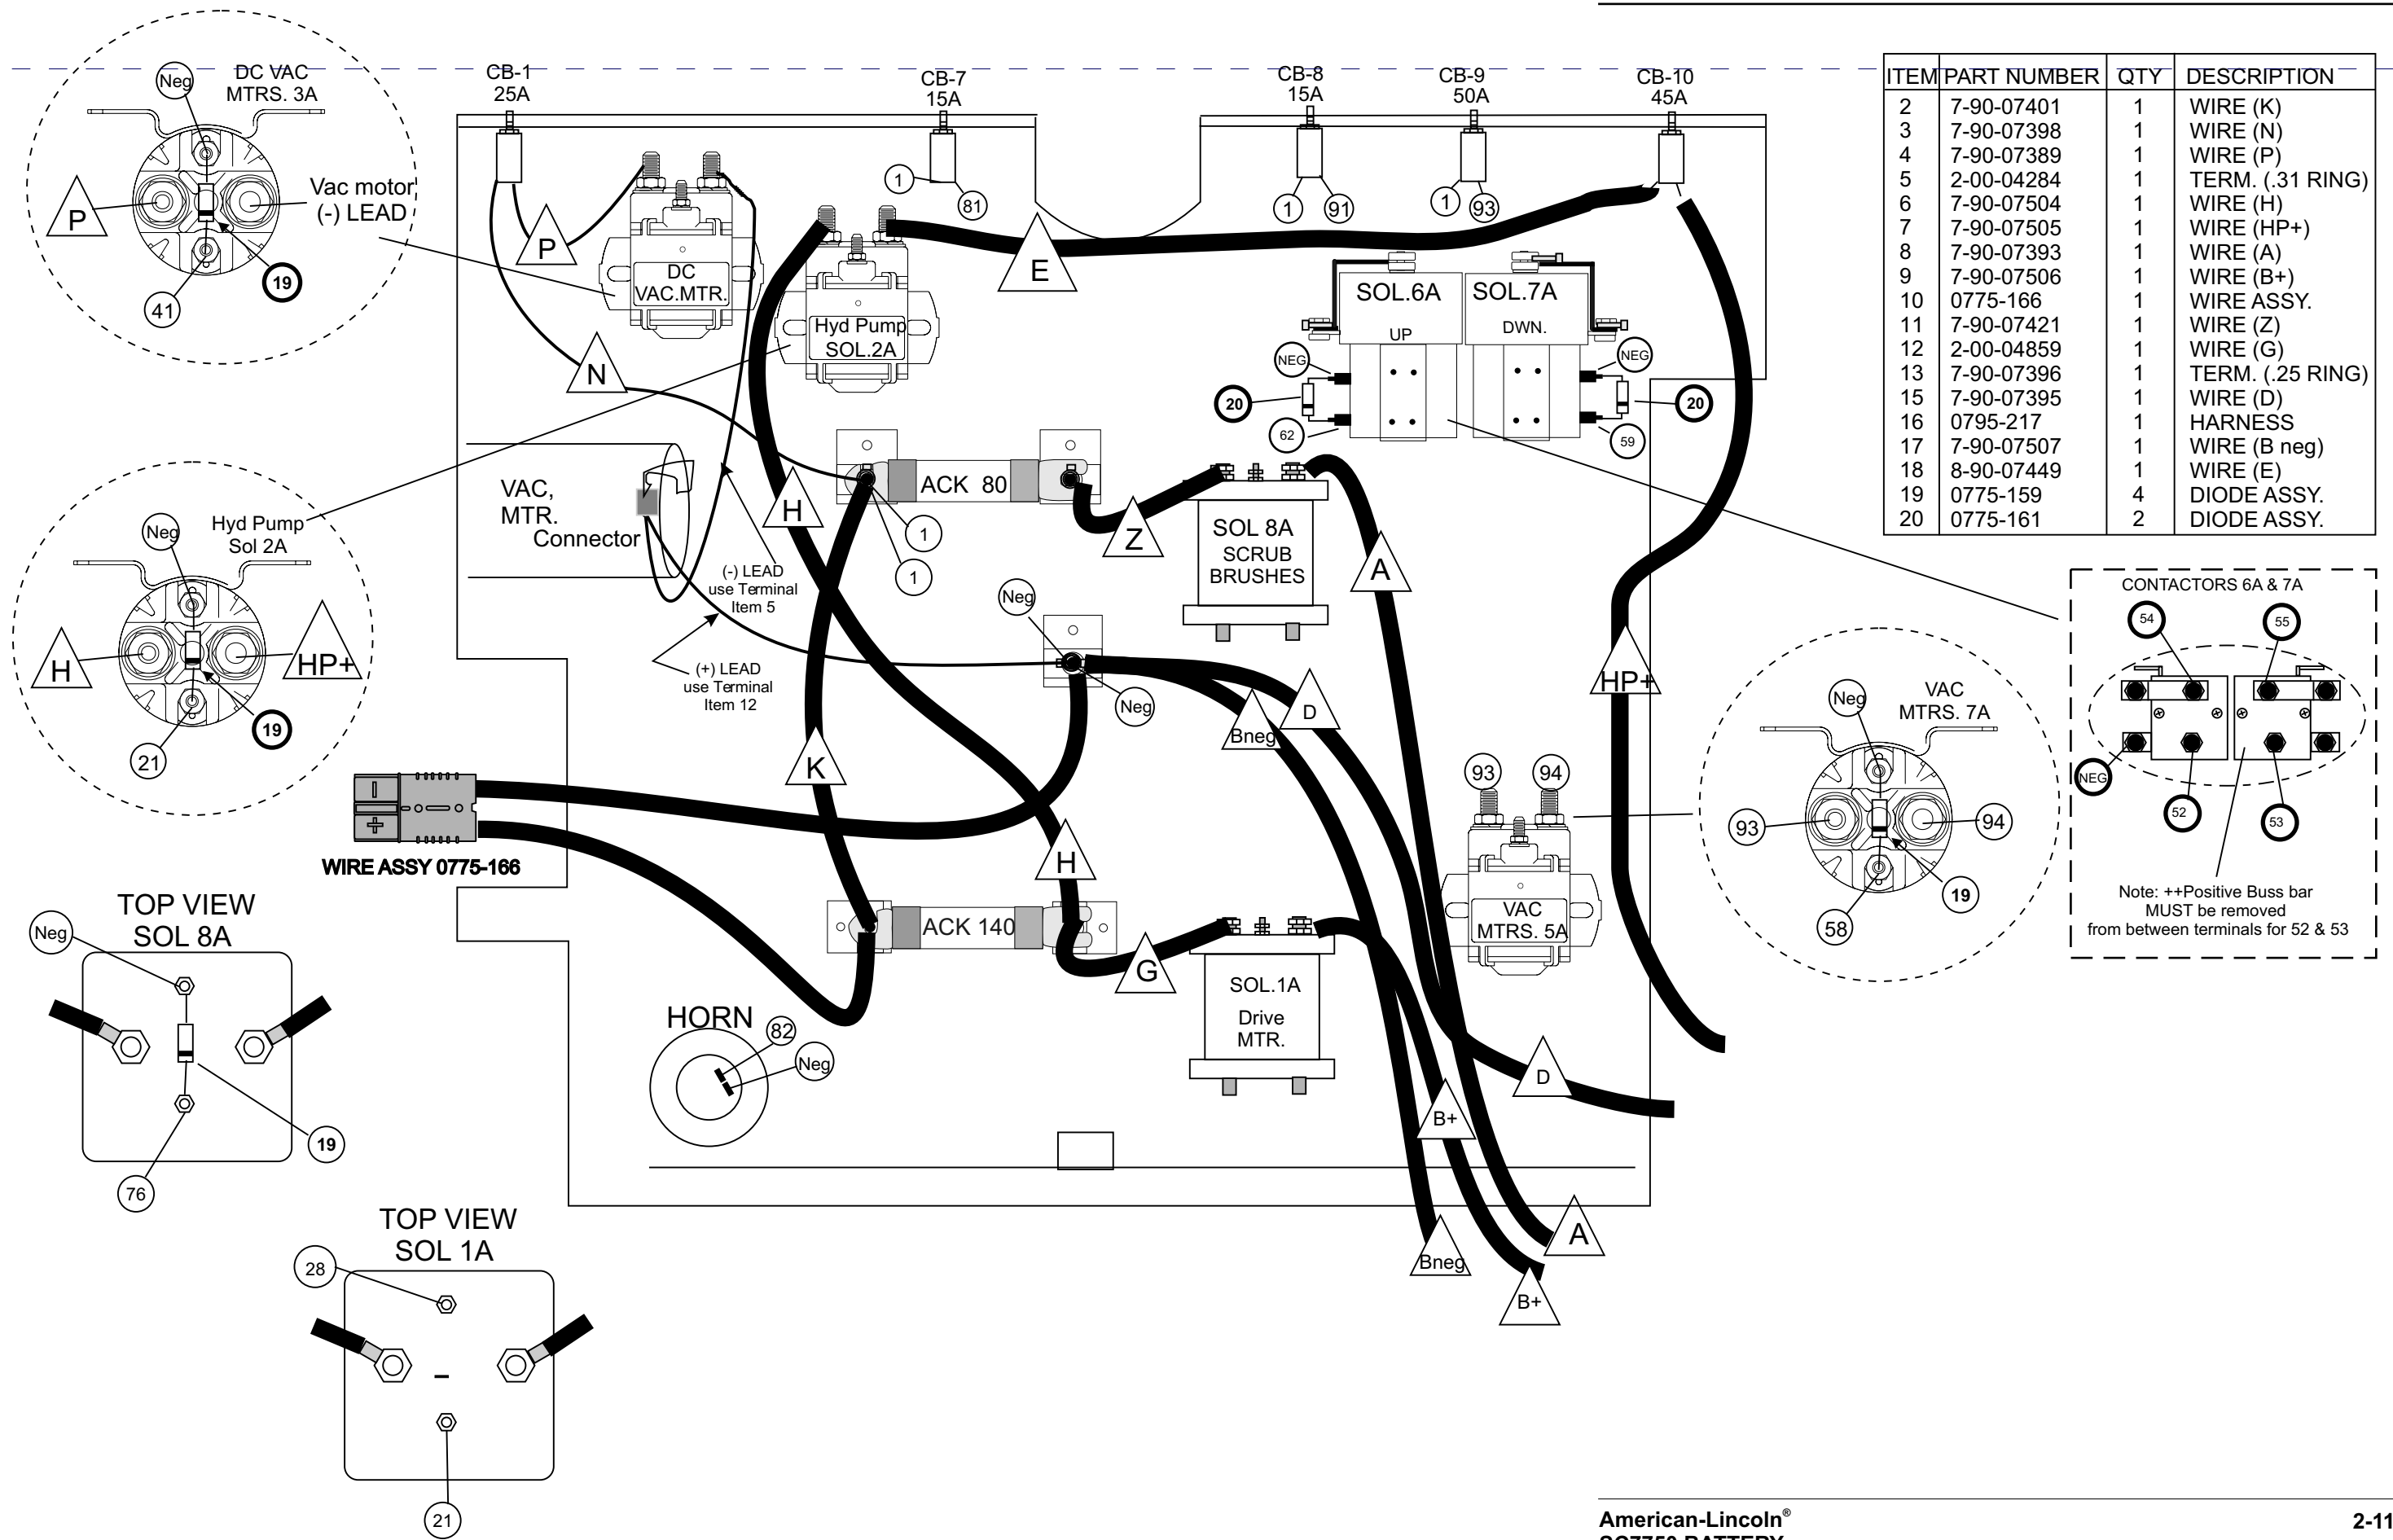 DC VAC
MTRS. 3A
Neg
P
Vac motor
(-) LEAD
41
19
CB-1
25A
CB-7
15A
CB-8
15A
CB-9
50A
CB-10
45A
1
81
1
91
1
93
P
DC
VAC.MTR.
Hyd Pump
SOL.2A
E
N
SOL.6A
UP
SOL.7A
DWN.
NEG
NEG
20
20
62
59
ITEM PART NUMBER QTY DESCRIPTION
2 7-90-07401 1 WIRE (K)
3 7-90-07398 1 WIRE (N)
4 7-90-07389 1 WIRE (P)
5 2-00-04284 1 TERM. (.31 RING)
6 7-90-07504 1 WIRE (H)
7 7-90-07505 1 WIRE (HP+)
8 7-90-07393 1 WIRE (A)
9 7-90-07506 1 WIRE (B+)
10 0775-166 1 WIRE ASSY.
11 7-90-07421 1 WIRE (Z)
12 2-00-04859 1 WIRE (G)
13 7-90-07396 1 TERM. (.25 RING)
15 7-90-07395 1 WIRE (D)
16 0795-217 1 HARNESS
17 7-90-07507 1 WIRE (B neg)
18 8-90-07449 1 WIRE (E)
19 0775-159 4 DIODE ASSY.
20 0775-161 2 DIODE ASSY.
Hyd Pump
Sol 2A
Neg
H
HP+
19
21
VAC,
MTR.
Connector
H
ACK 80
1
1
Z
SOL 8A
SCRUB
BRUSHES
A
(-) LEAD
use Terminal
Item 5
(+) LEAD
use Terminal
Item 12
Neg
Neg
Bneg
D
HP+
K
H
CONTACTORS 6A & 7A
54
55
NEG
52
53
Note: ++Positive Buss bar
MUST be removed
from between terminals for 52 & 53
VAC
MTRS. 7A
Neg
93
94
19
58
93
94
VAC
MTRS. 5A
WIRE ASSY 0775-166
ACK 140
G
SOL.1A
Drive
MTR.
HORN
82
Neg
D
B+
A
Bneg
B+
TOP VIEW
SOL 8A
Neg
19
76
TOP VIEW
SOL 1A
28
21
American-Lincoln®
2-11